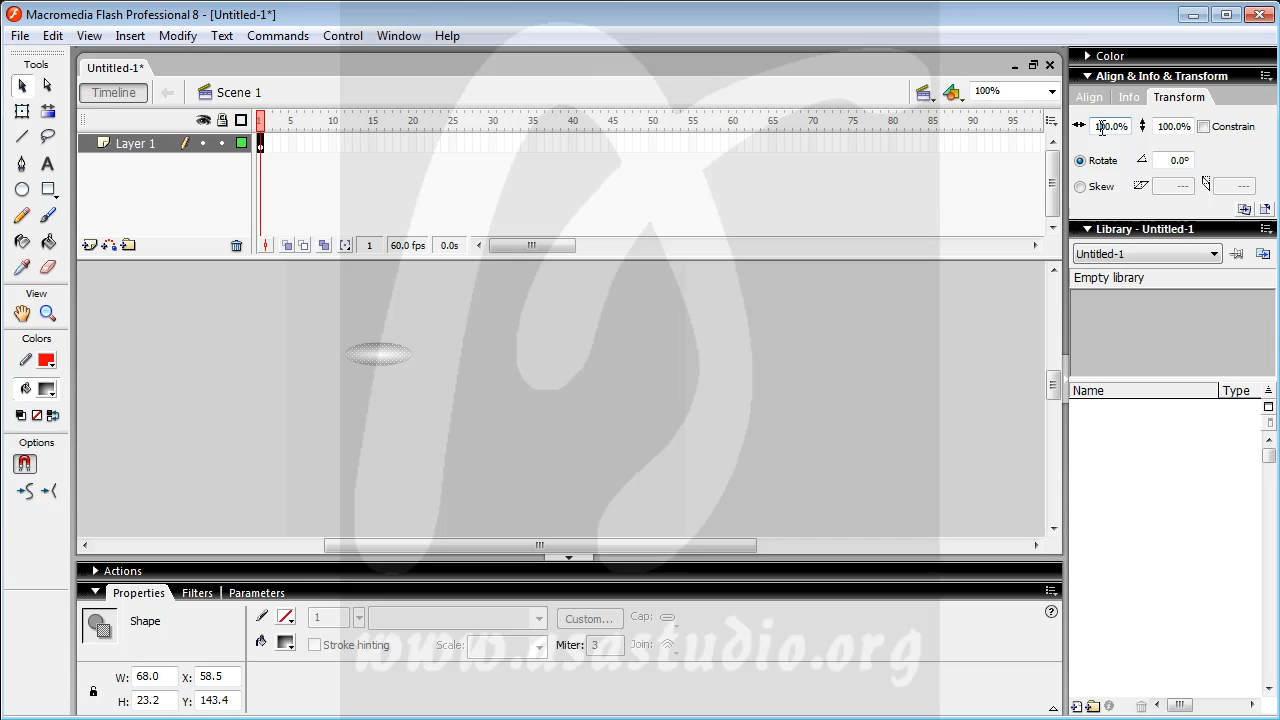 Macromedia Flash Professional 8 - [Untitled-1*]
File Edit View Insert Modify Text Commands Control Window Help
Tools
Untitled-1*
Timeline Scene 1 100%
1 5 10 15 20 25 30 35 40 45 50 55 60 65 70 75 80 85 90 95
Layer 1
1 60.0 fps 0.0s
View
Colors
Options
Color
Align & Info & Transform
Align Info Transform
100.0% 100.0% Constrain
Rotate 0.0°
Skew --- ---
Library - Untitled-1
Untitled-1
Empty library
Name Type
Actions
Properties Filters Parameters
Shape 1 Custom... Cap:
Stroke hinting Scale: Miter: 3 Join:
www.asastudio.org
W: 68.0 X: 58.5
H: 23.2 Y: 143.4